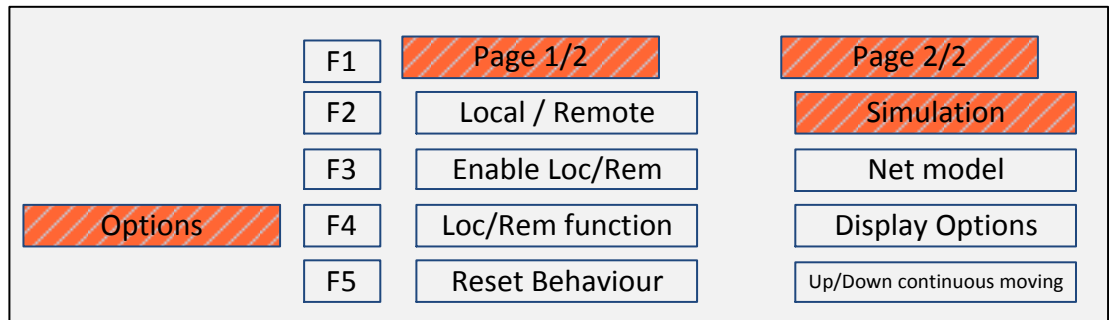 F1 Page 1/2 Page 2/2
F2 Local / Remote Simulation
F3 Enable Loc/Rem Net model
Options F4 Loc/Rem function Display Options
F5 Reset Behaviour Up/Down continuous moving